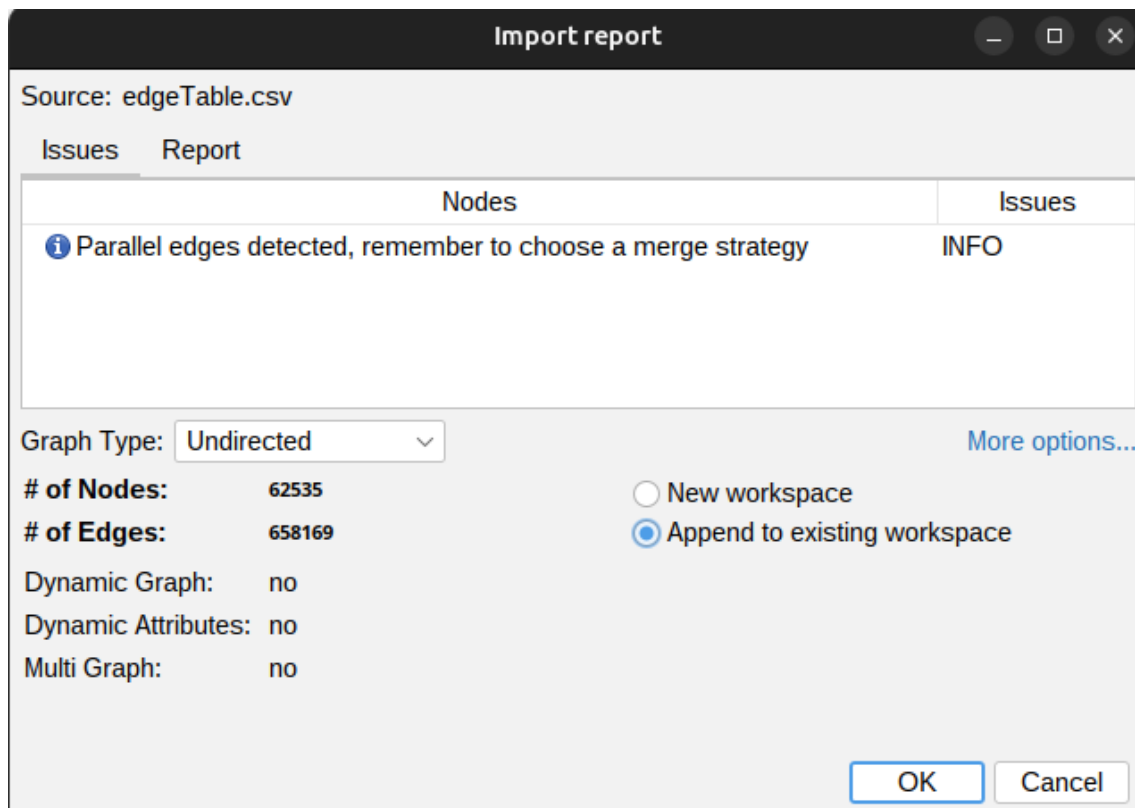 Import report
Source: edgeTable.csv
Issues Report
Nodes Issues
Parallel edges detected, remember to choose a merge strategy INFO
Graph Type: Undirected More options...
# of Nodes: 62535 New workspace
# of Edges: 658169 Append to existing workspace
Dynamic Graph: no
Dynamic Attributes: no
Multi Graph: no
OK Cancel